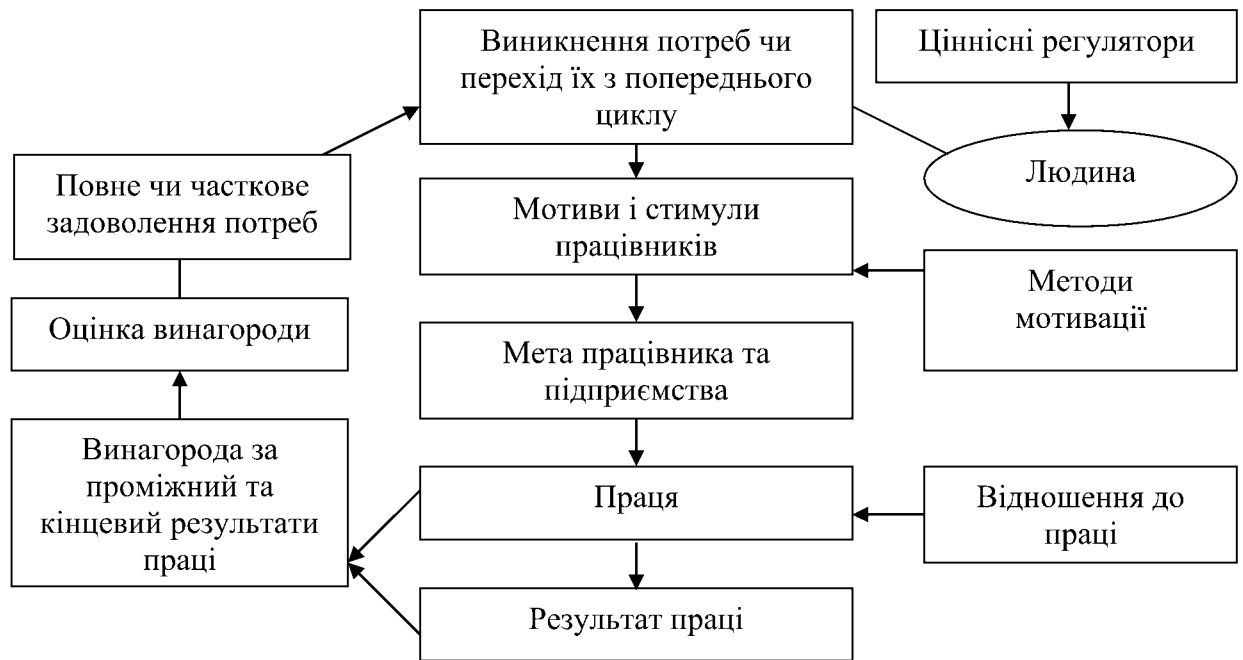 Виникнення потреб чи
перехід їх з попереднього
циклу
Ціннісні регулятори
Людина
Повне чи часткове
задоволення потреб
Мотиви і стимули
працівників
Методи
мотивації
Оцінка винагороди
Мета працівника та
підприємства
Винагорода за
проміжний та
кінцевий результати
праці
Праця
Відношення до
праці
Результат праці